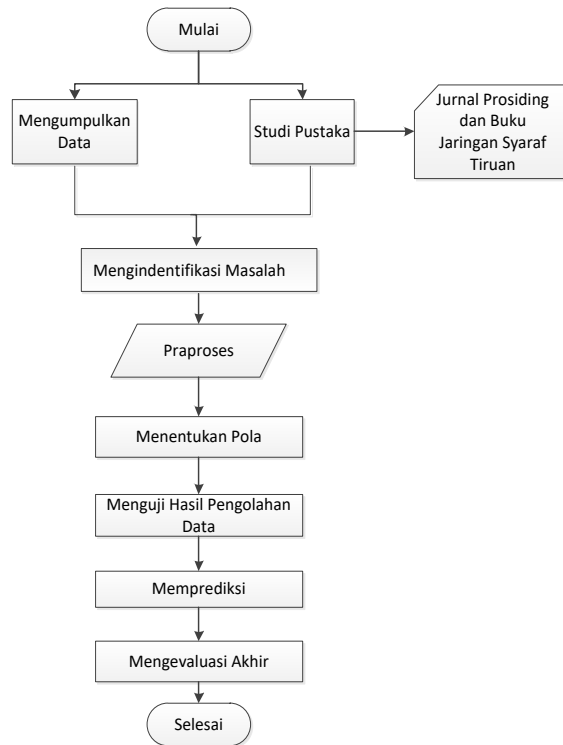 Mulai
Mengumpulkan
Data
Studi Pustaka
Jurnal Prosiding
dan Buku
Jaringan Syaraf
Tiruan
Mengindentifikasi Masalah
Praproses
Menentukan Pola
Menguji Hasil Pengolahan
Data
Memprediksi
Mengevaluasi Akhir
Selesai